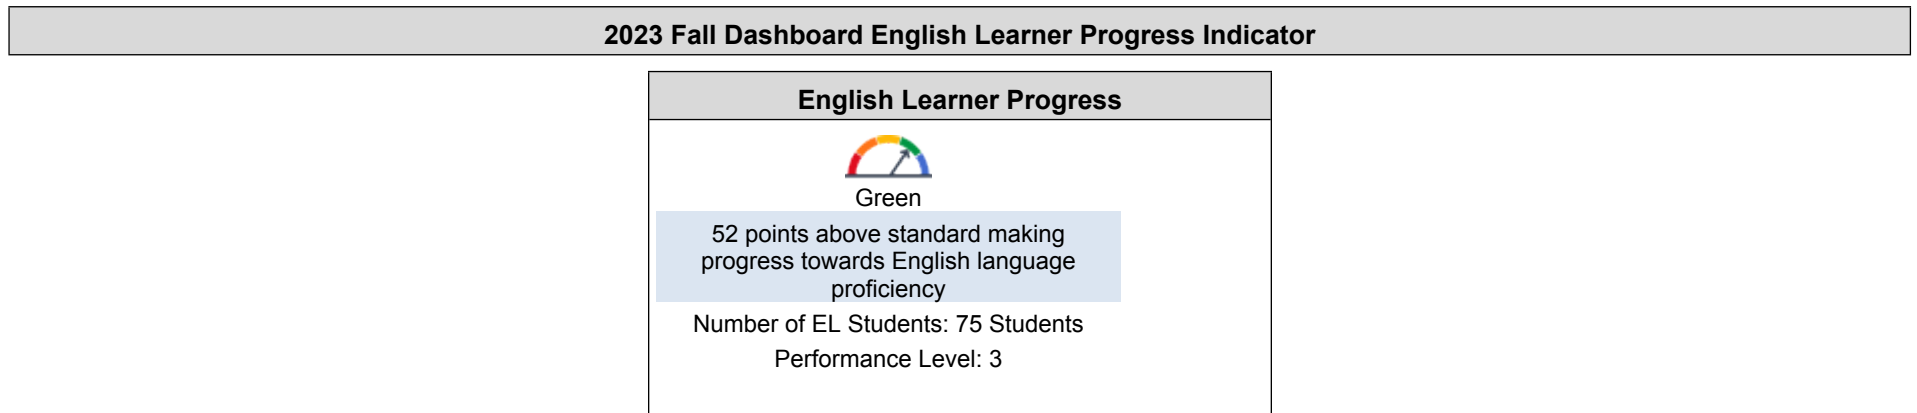 2023 Fall Dashboard English Learner Progress Indicator
English Learner Progress
Green
52 points above standard making
progress towards English language
proficiency
Number of EL Students: 75 Students
Performance Level: 3